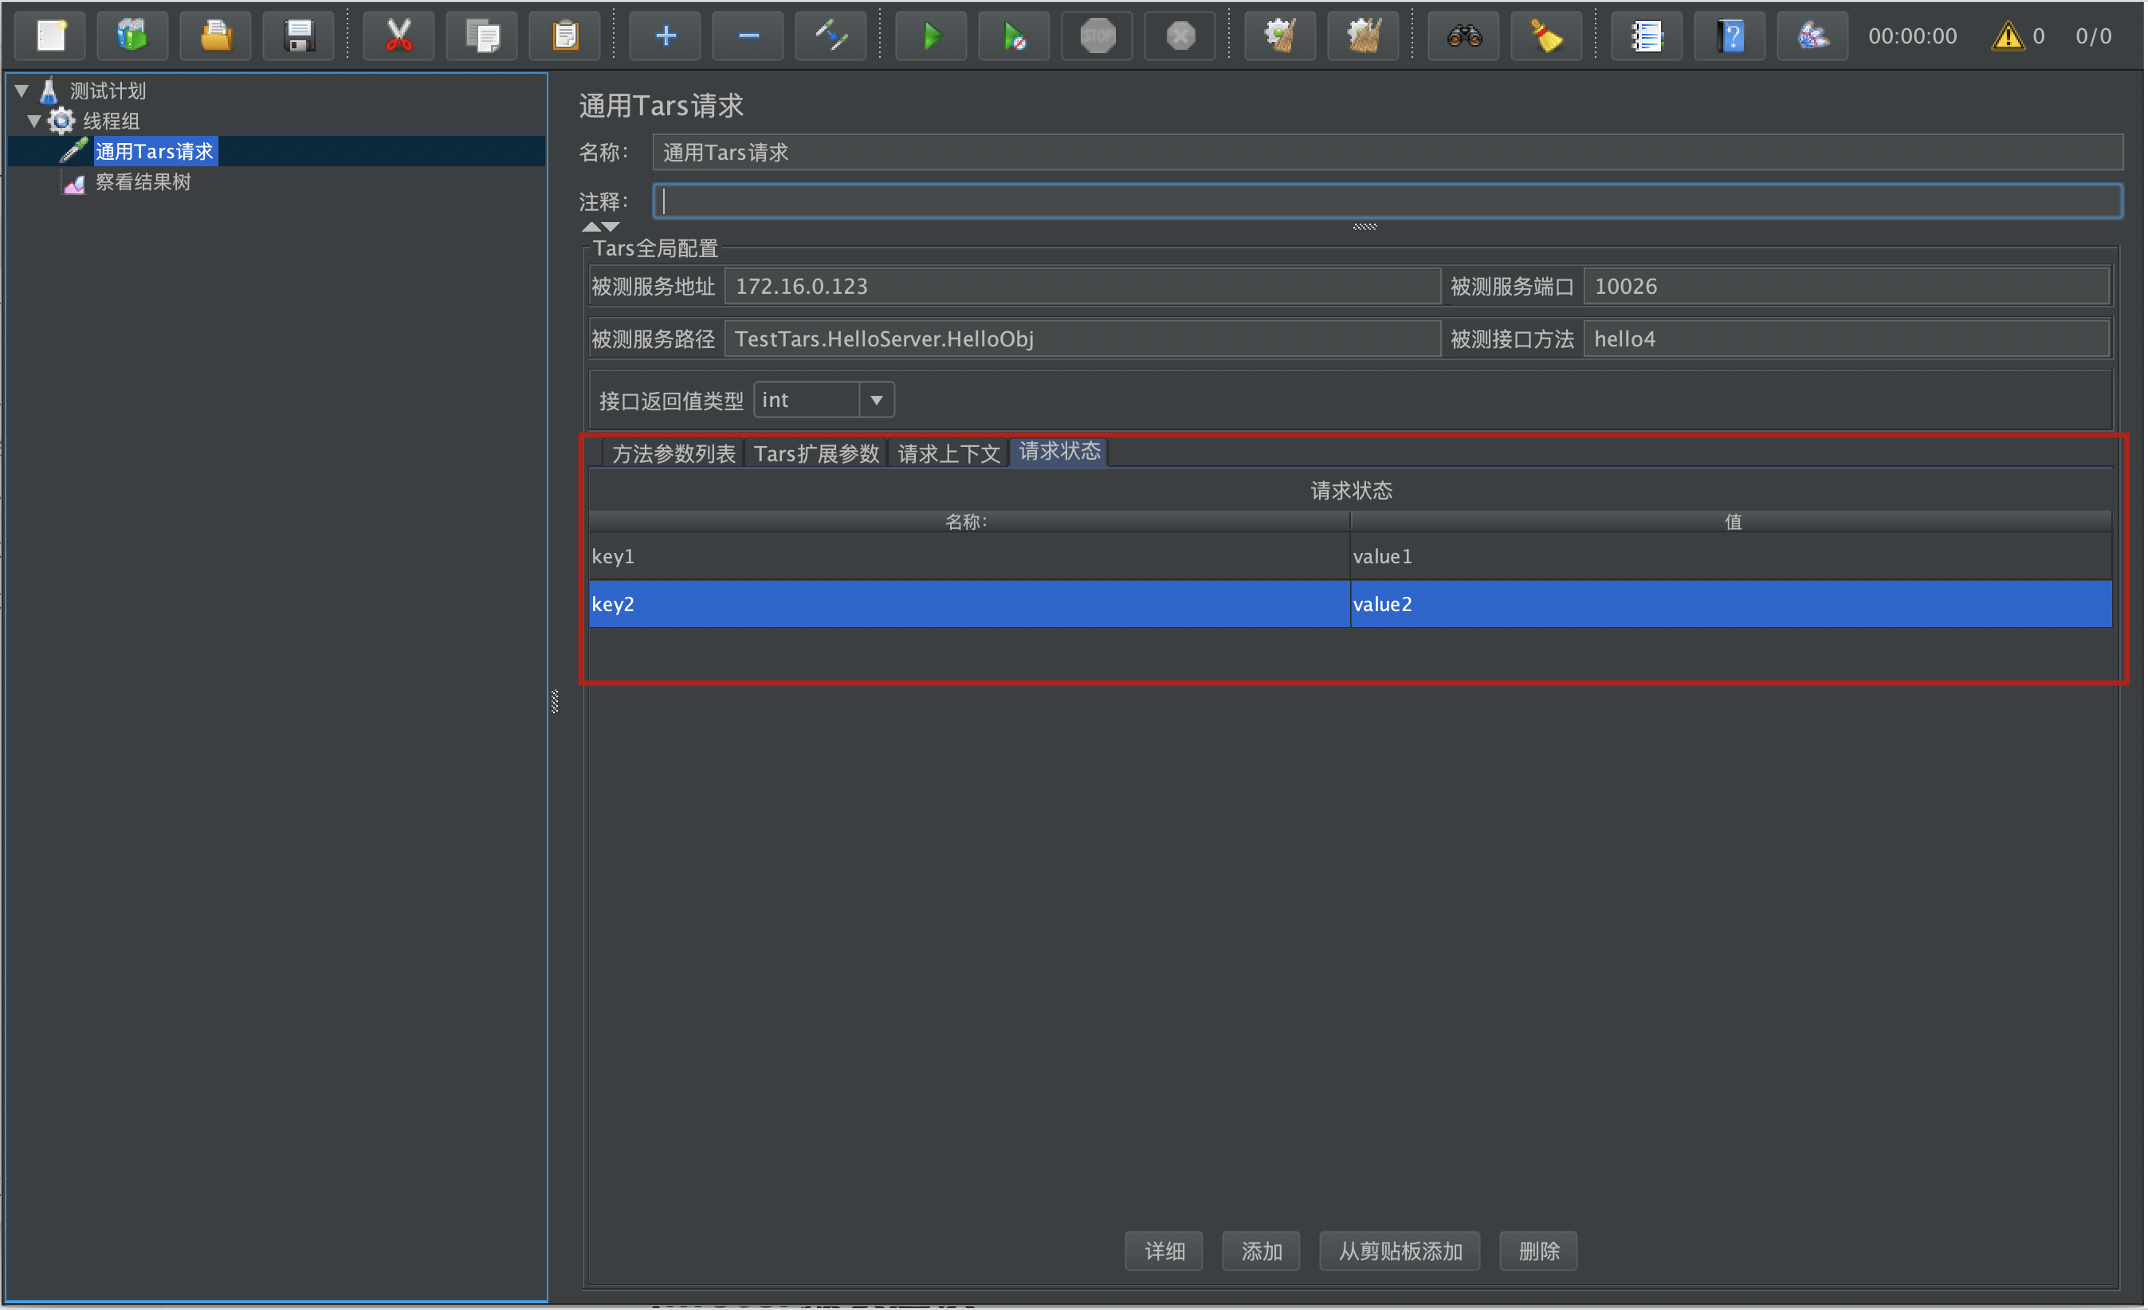 STOP
00:00:00
0
0/0
测试计划
线程组
通用Tars请求
察看结果树
通用Tars请求
名称： 通用Tars请求
注释：
Tars全局配置
被测服务地址 172.16.0.123 被测服务端口 10026
被测服务路径 TestTars.HelloServer.HelloObj 被测接口方法 hello4
接口返回值类型 int
方法参数列表 Tars扩展参数 请求上下文 请求状态
请求状态
名称: 值
key1 value1
key2 value2
详细 添加 从剪贴板添加 删除